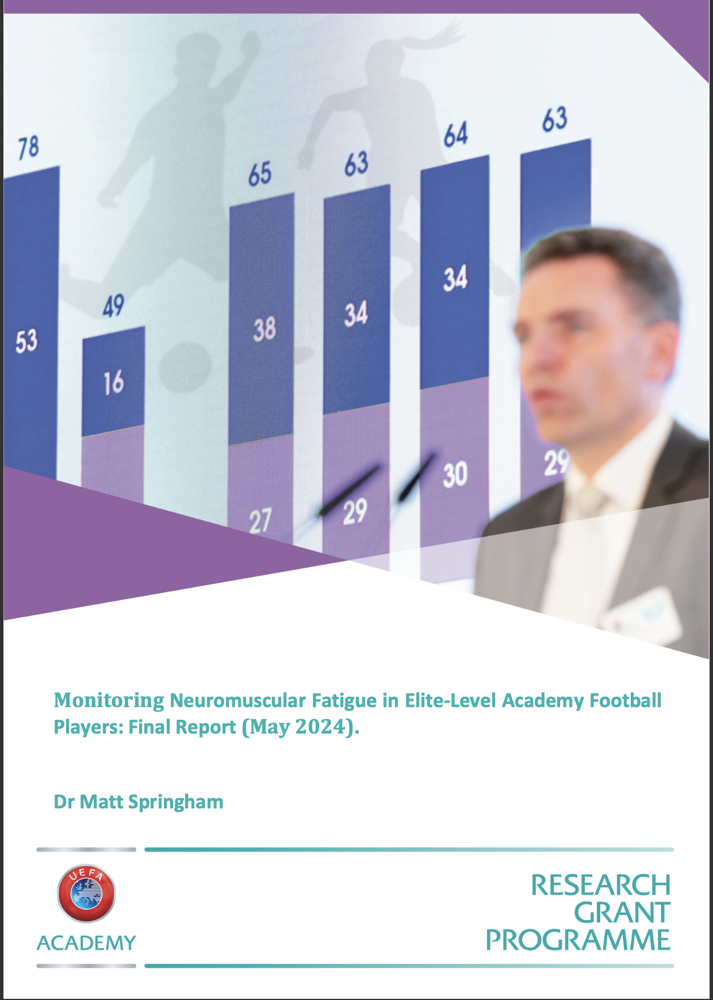 78
49
65
63
64
63
53
16
38
34
34
27
29
30
29
Monitoring Neuromuscular Fatigue in Elite-Level Academy Football
Players: Final Report (May 2024).
Dr Matt Springham
UEFA
ACADEMY
RESEARCH
GRANT
PROGRAMME